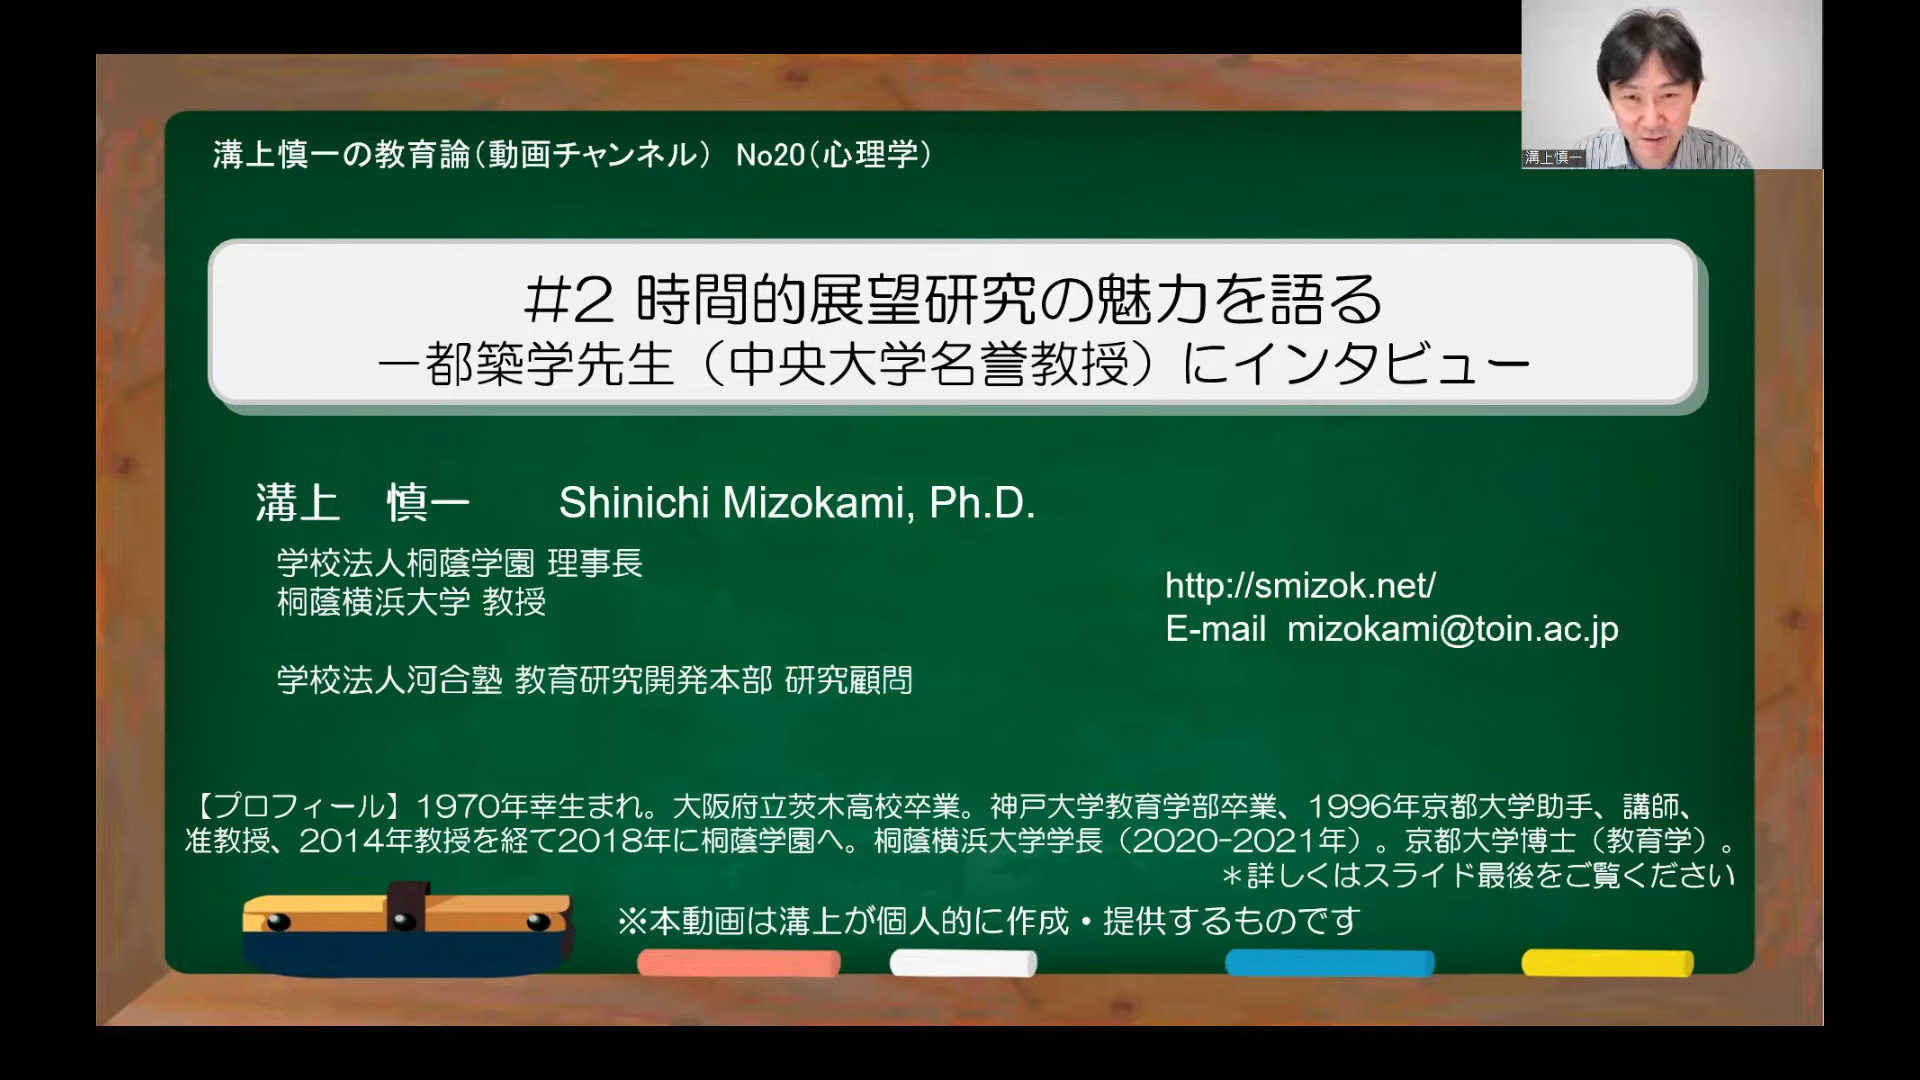 溝上慎一の教育論（動画チャンネル） No20（心理学）
溝上慎一
#2 時間的展望研究の魅力を語る
―都築学先生（中央大学名誉教授）にインタビュー
溝上　慎一　　Shinichi Mizokami, Ph.D.
学校法人桐蔭学園 理事長
桐蔭横浜大学 教授
学校法人河合塾 教育研究開発本部 研究顧問
http://smizok.net/
E-mail mizokami@toin.ac.jp
【プロフィール】1970年幸生まれ。大阪府立茨木高校卒業。神戸大学教育学部卒業、1996年京都大学助手、講師、
准教授、2014年教授を経て2018年に桐蔭学園へ。桐蔭横浜大学学長（2020-2021年）。京都大学博士（教育学）。
＊詳しくはスライド最後をご覧ください
※本動画は溝上が個人的に作成・提供するものです